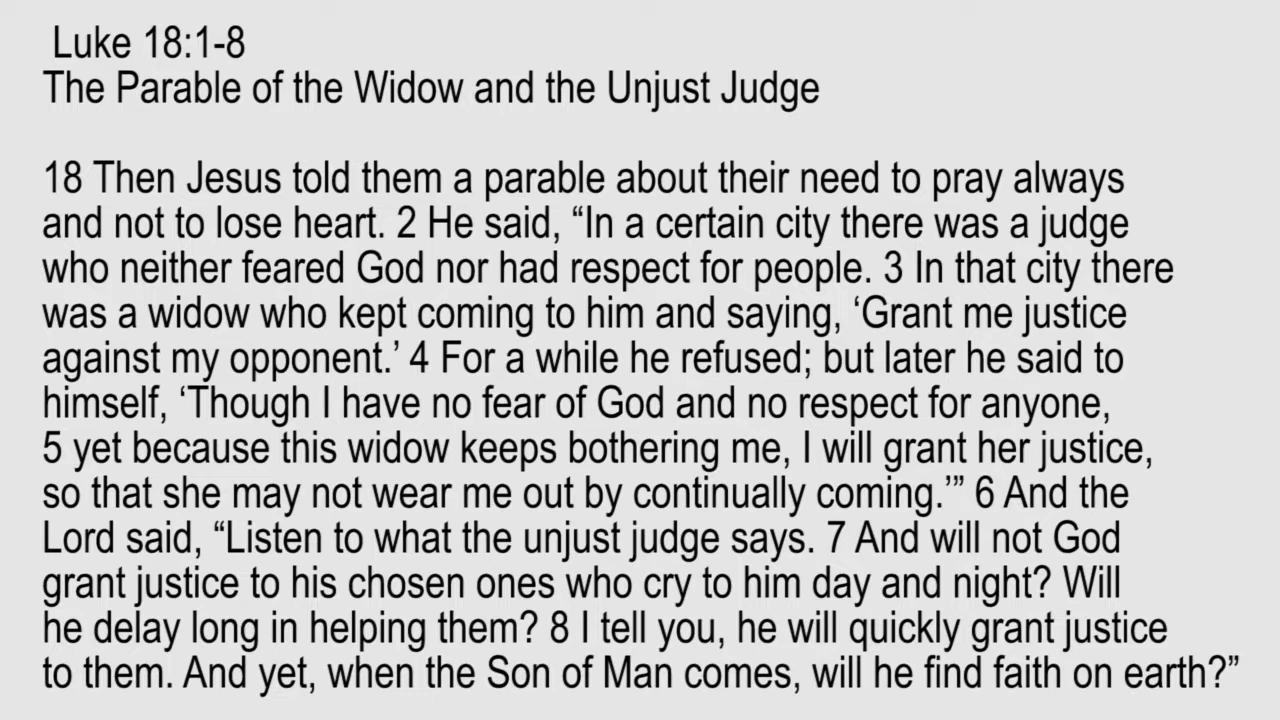 Luke 18:1-8
The Parable of the Widow and the Unjust Judge
18 Then Jesus told them a parable about their need to pray always
and not to lose heart. 2 He said, “In a certain city there was a judge
who neither feared God nor had respect for people. 3 In that city there
was a widow who kept coming to him and saying, ‘Grant me justice
against my opponent.’ 4 For a while he refused; but later he said to
himself, ‘Though I have no fear of God and no respect for anyone,
5 yet because this widow keeps bothering me, I will grant her justice,
so that she may not wear me out by continually coming.’” 6 And the
Lord said, “Listen to what the unjust judge says. 7 And will not God
grant justice to his chosen ones who cry to him day and night? Will
he delay long in helping them? 8 I tell you, he will quickly grant justice
to them. And yet, when the Son of Man comes, will he find faith on earth?”